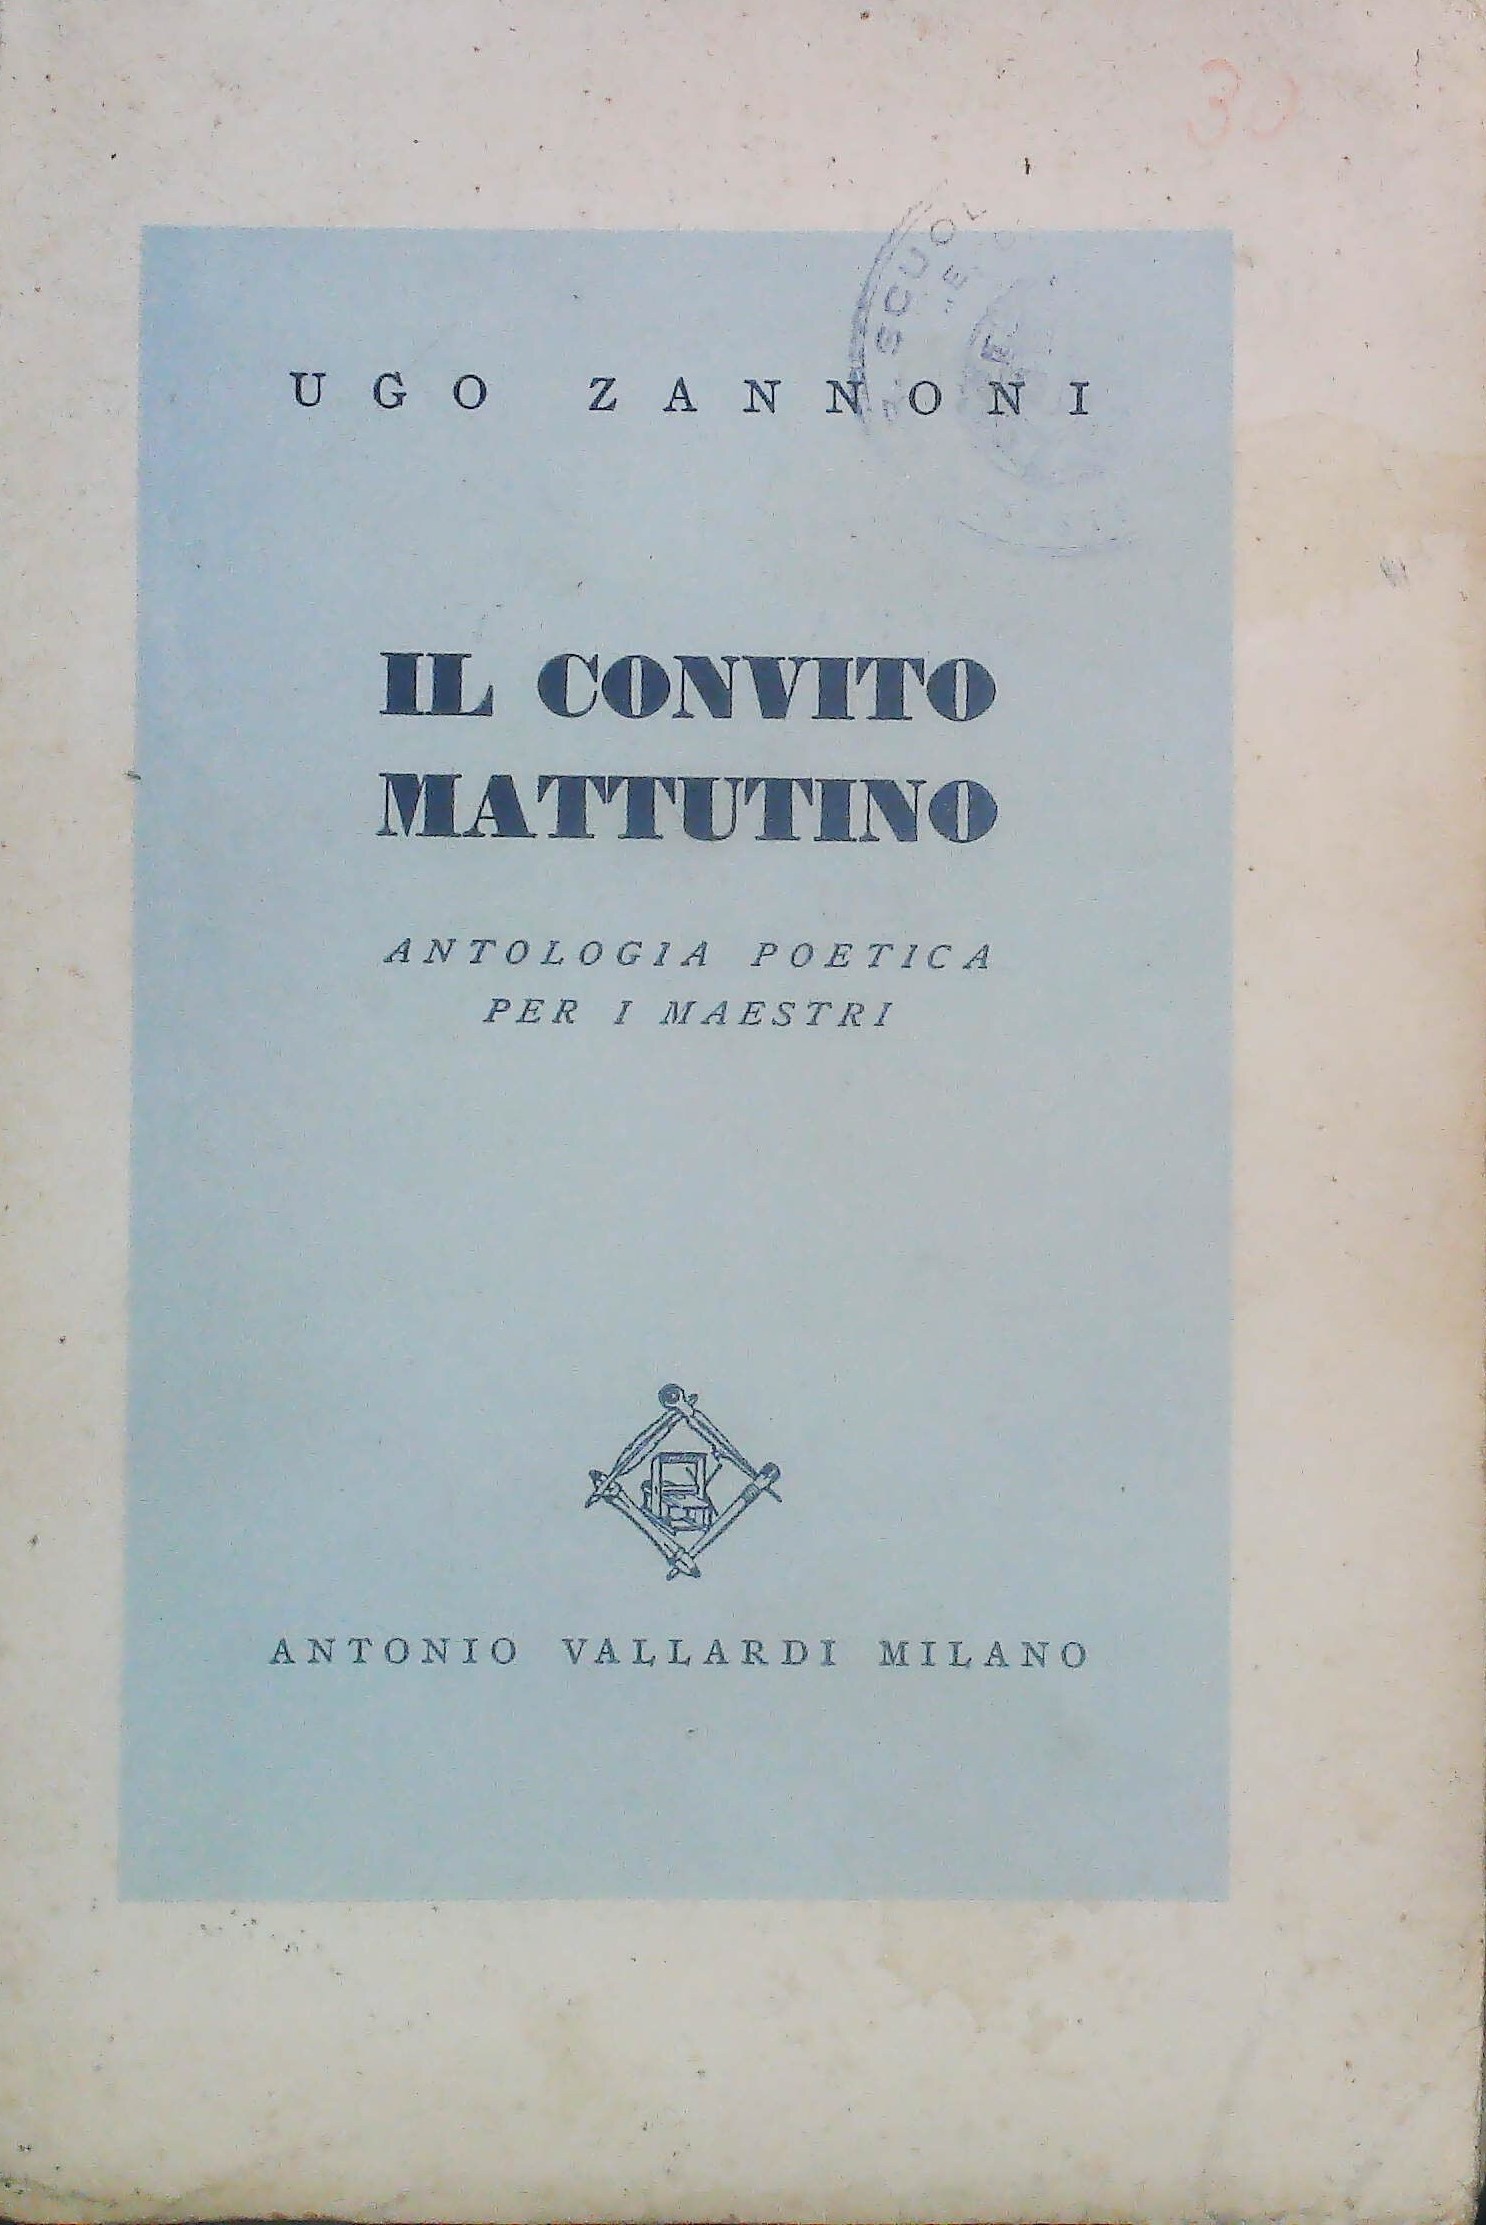 UGO ZANNONI
IL CONVITO
MATTUTINO
ANTOLOGIA POETICA
PER I MAESTRI
ANTONIO VALLARDI MILANO